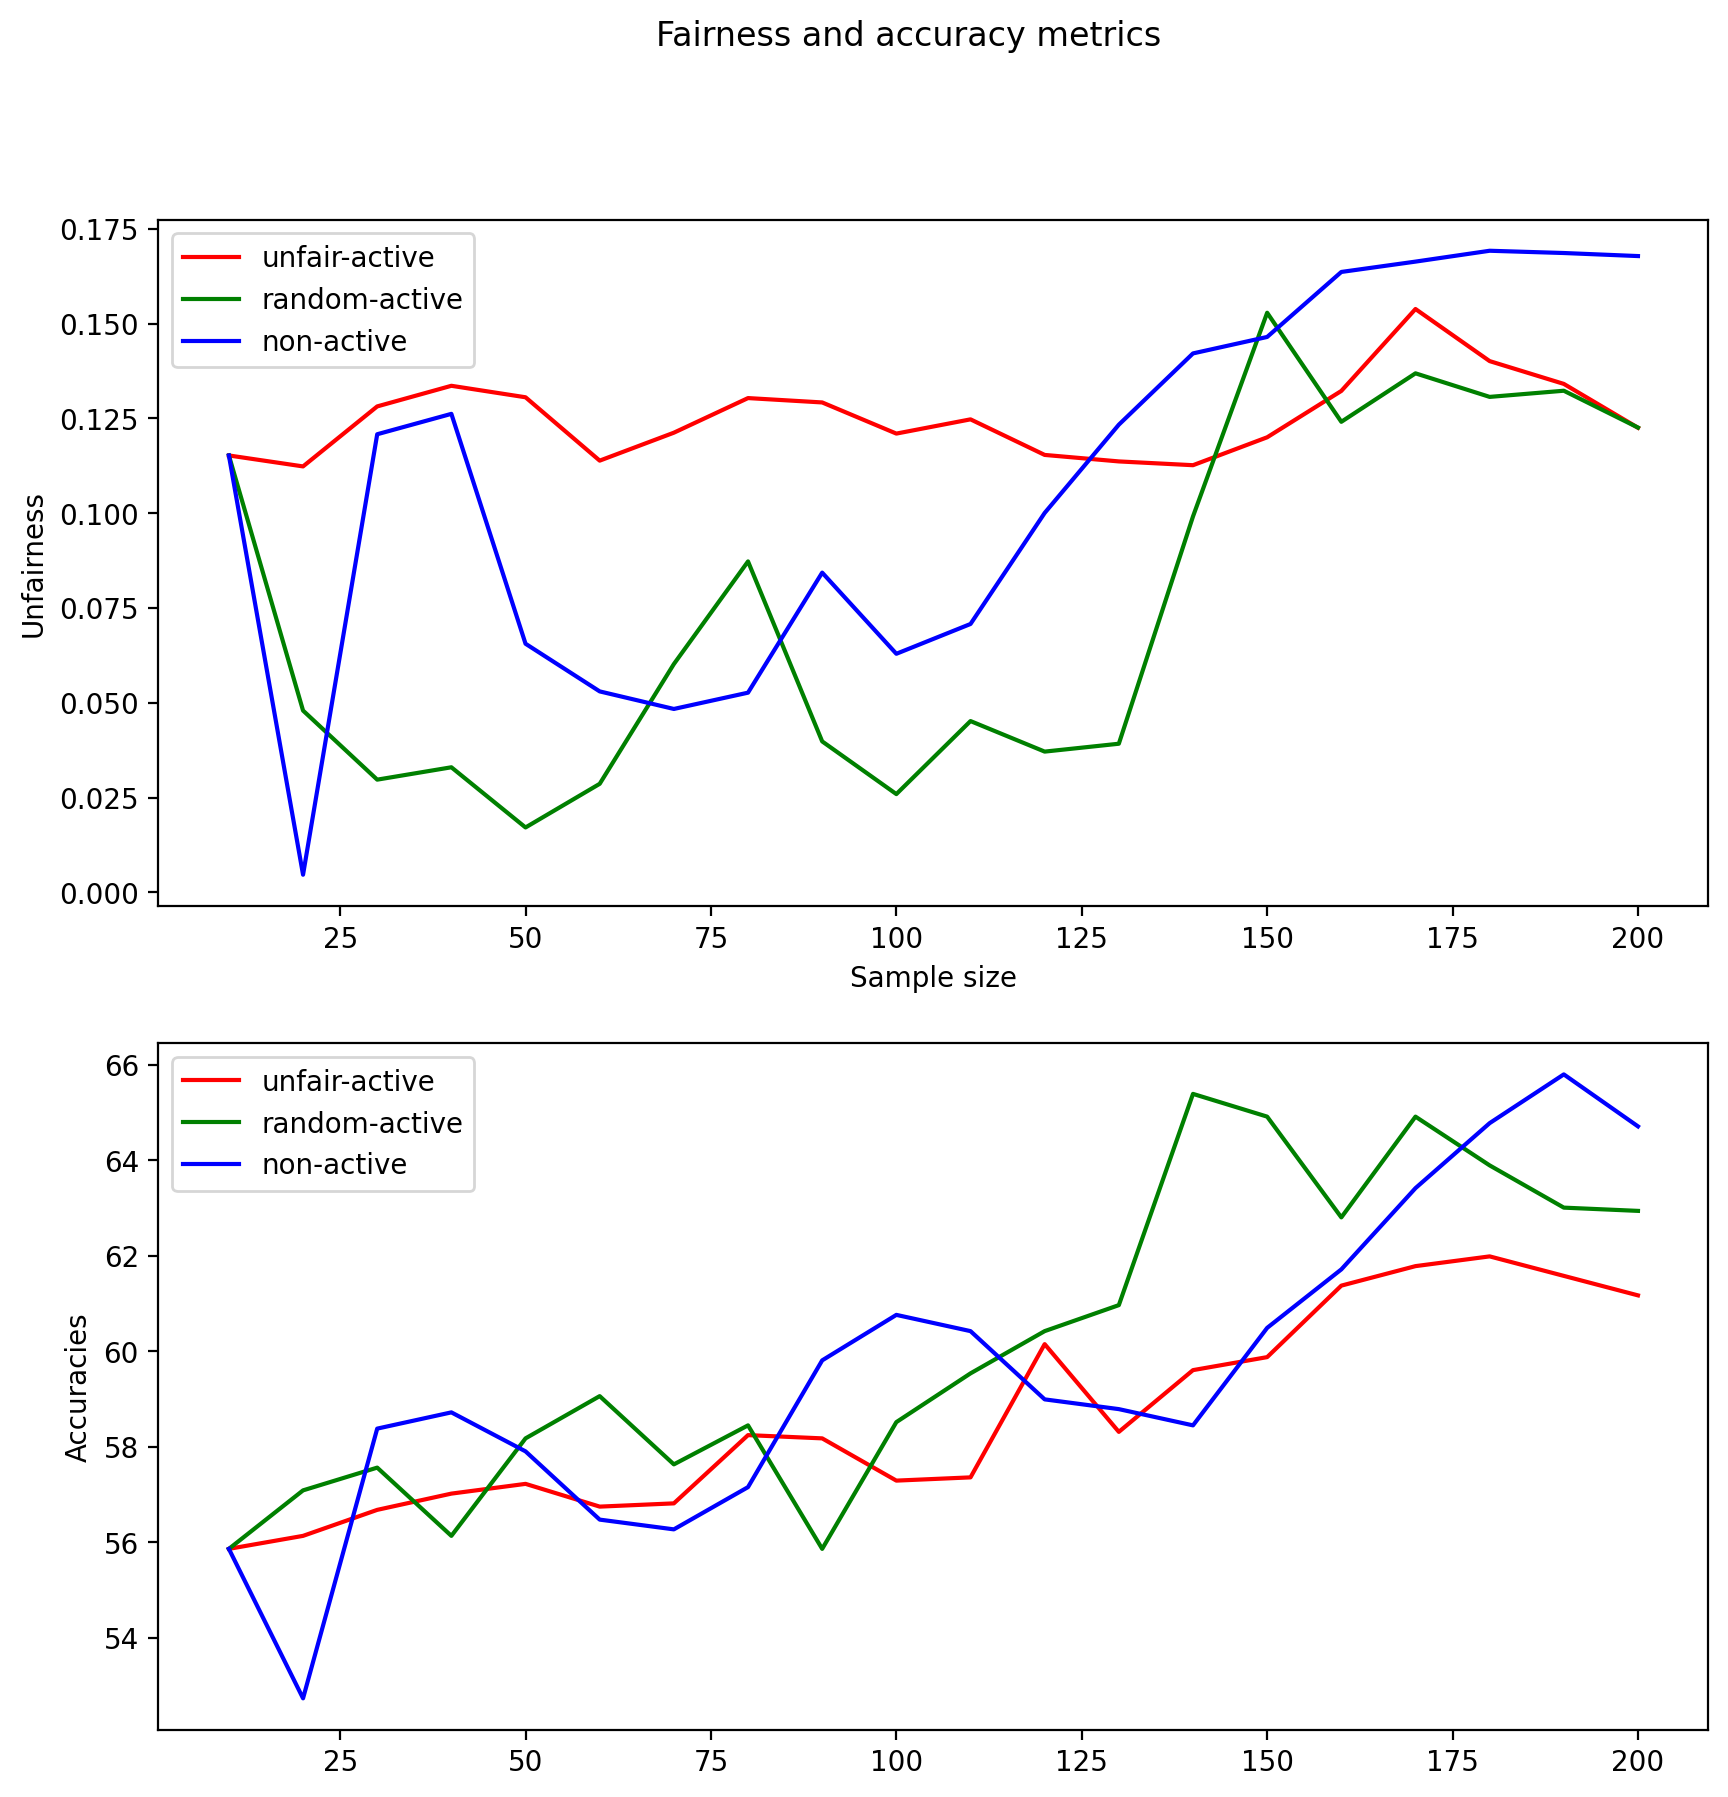 Fairness and accuracy metrics
0.175
0.150
0.125
0.100
0.075
0.050
0.025
0.000
Unfairness
unfair-active
random-active
non-active
25 50 75 100 125 150 175 200
Sample size
66
64
62
60
58
56
54
Accuracies
unfair-active
random-active
non-active
25 50 75 100 125 150 175 200